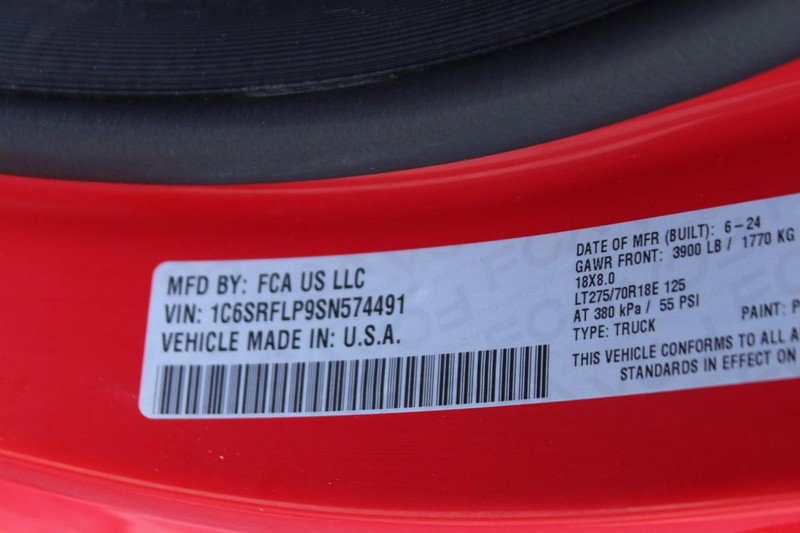 MFD BY: FCA US LLC
VIN: 1C6SRFLP9SN574491
VEHICLE MADE IN: U.S.A.
DATE OF MFR (BUILT): 6-24
GAWR FRONT: 3900 LB / 1770 KG
18X8.0
LT275/70R18E 125
AT 380 kPa / 55 PSI
TYPE: TRUCK
PAINT: P
THIS VEHICLE CONFORMS TO ALL A
STANDARDS IN EFFECT ON